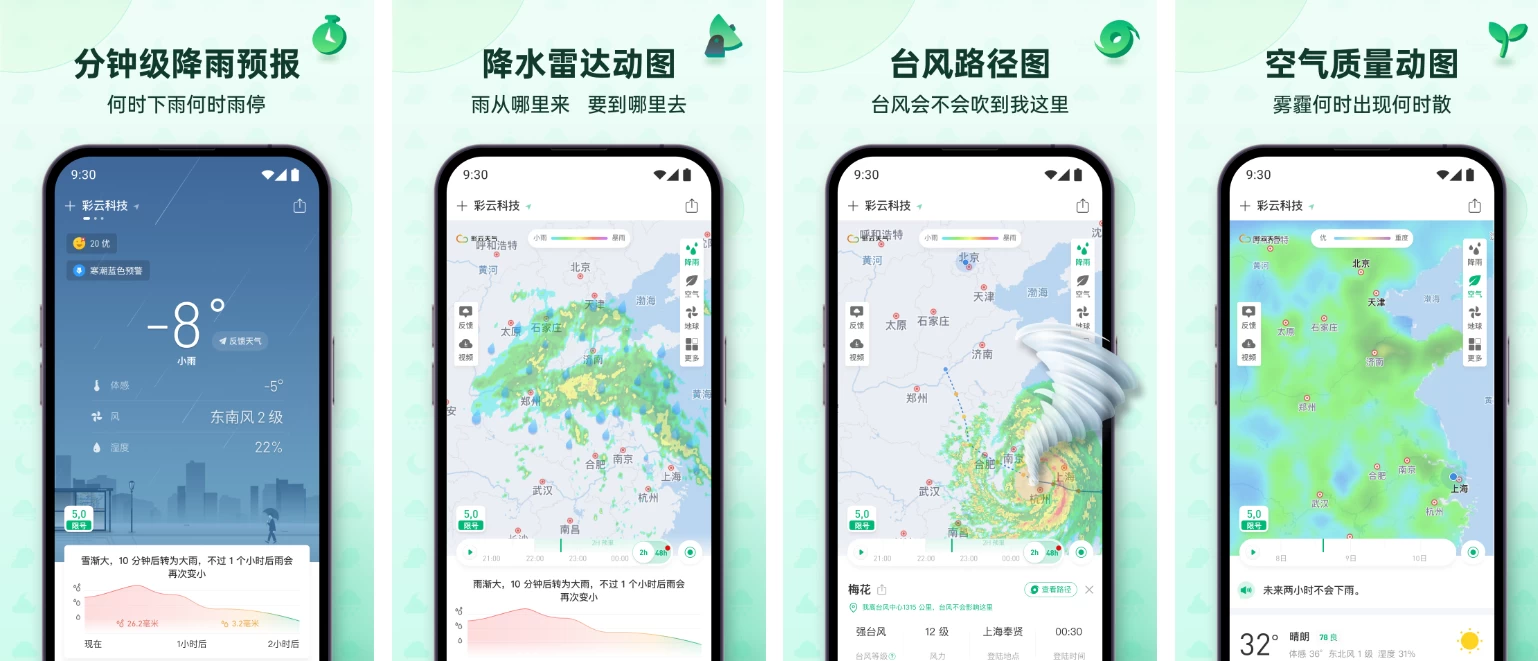 分钟级降雨预报
何时下雨何时雨停
9:30
彩云科技
20 优
寒潮蓝色预警
-8°
反馈天气
小雨
体感
-5°
风
东南风 2 级
湿度
22%
5,0
限号
雪渐大，10 分钟后转为大雨，不过 1 个小时后雨会
再次变小
26.2毫米
3.2毫米
现在
1小时后
2小时后
降水雷达动图
雨从哪里来 要到哪里去
9:30
彩云科技
彩云天气
小雨
暴雨
呼和浩特
降雨
黄河
北京
空气
天津
渤海
反馈
太原
石家庄
地球
视频
济南
更多
黄海
郑州
安
合肥
南京
上海
武汉
杭州
5,0
限号
南昌
21:00
22:00
23:00
00:00
2h
48h
雨渐大，10 分钟后转为大雨，不过 1 个小时后雨会
再次变小
台风路径图
台风会不会吹到我这里
9:30
彩云科技
彩云天气
呼和浩特
小雨
暴雨
沈
黄河
北京
降雨
天津
渤海
空气
反馈
太原
石家庄
地球
视频
济南
郑州
合肥
南京
上海
武汉
杭州
5,0
限号
南昌
21:00
22:00
23:00
00:00
2h
48h
梅花
查看路径
我离台风中心1315 公里，台风不会影响这里
强台风
12 级
上海奉贤
00:30
台风等级
风力
登陆地点
登陆时间
空气质量动图
雾霾何时出现何时散
9:30
彩云科技
优
重度
降雨
黄河
北京
空气
天津
渤海
反馈
太原
石家庄
地球
视频
济南
更多
郑州
合肥
南京
上海
武汉
杭州
5,0
限号
8日
9日
10日
未来两小时不会下雨。
32°
晴朗
78 良
体感 36° 东北风 1 级 湿度 31%